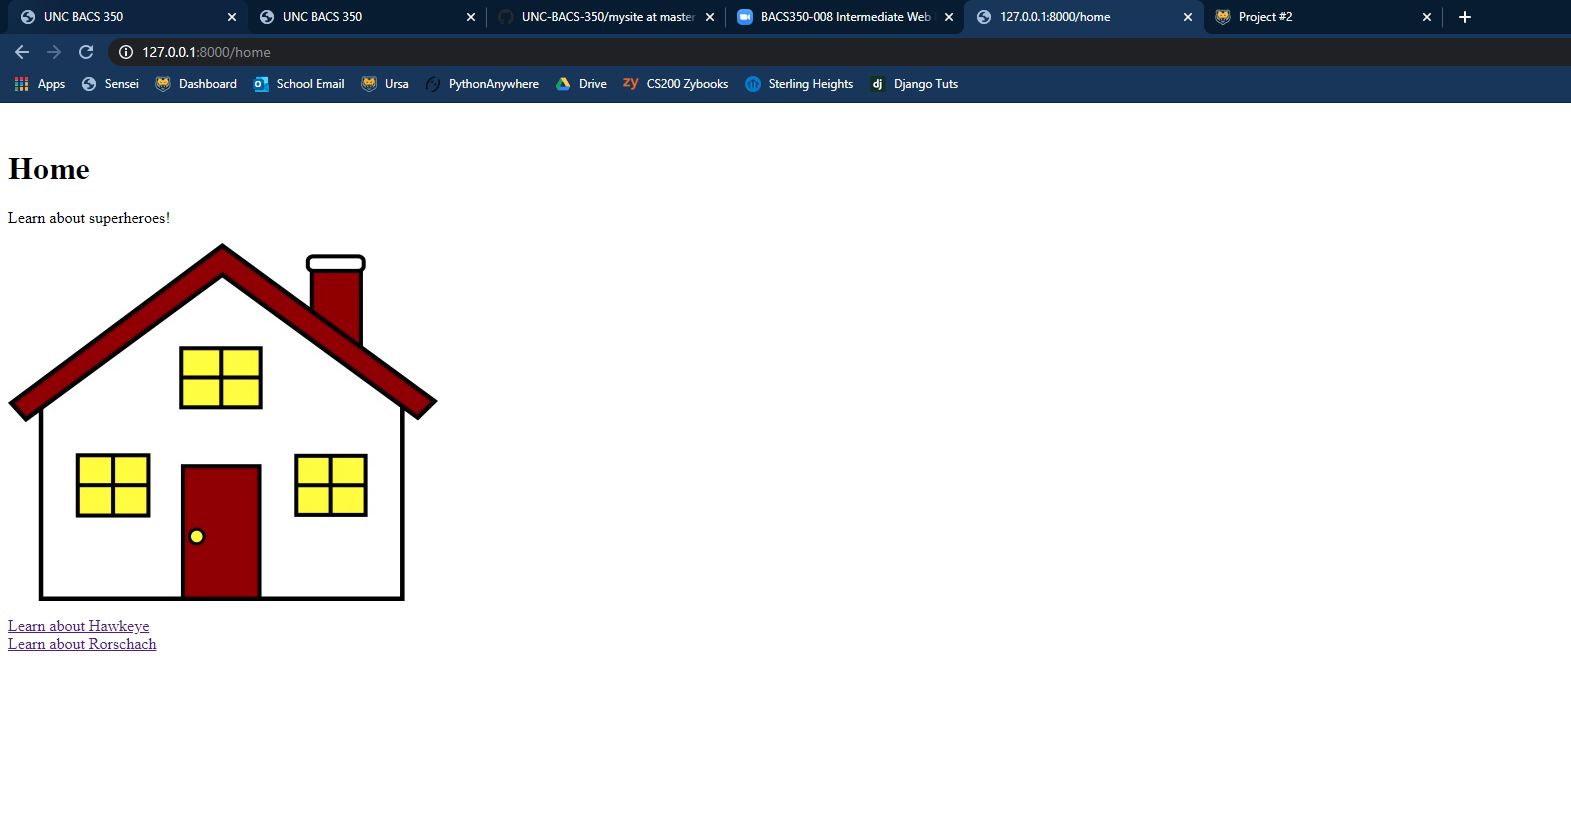 UNC BACS 350
UNC BACS 350
UNC-BACS-350/mysite at master
BACS350-008 Intermediate Web
127.0.0.1:8000/home
Project #2
127.0.0.1:8000/home
Apps Sensei Dashboard School Email Ursa PythonAnywhere Drive zy CS200 Zybooks Sterling Heights dj Django Tuts
Home
Learn about superheroes!
Learn about Hawkeye
Learn about Rorschach